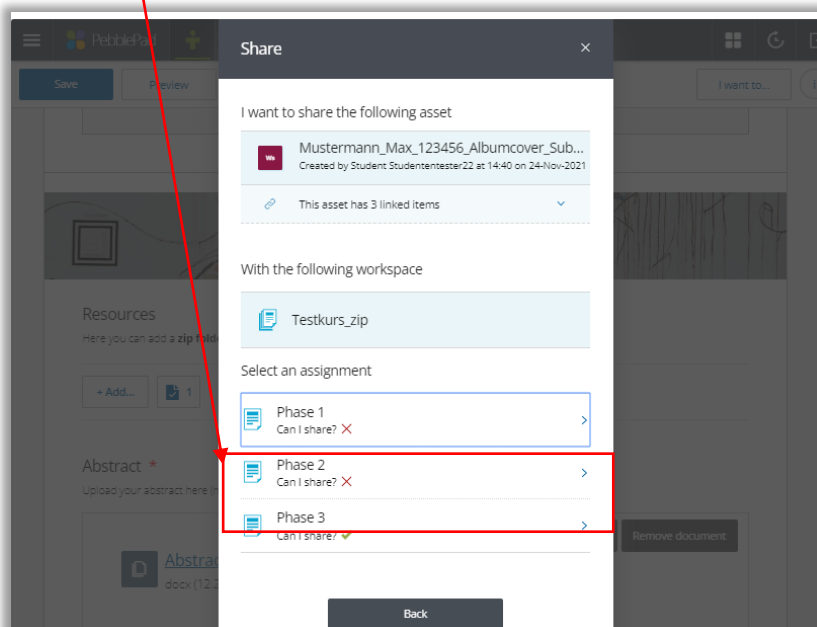 PebblePad
Share
×
Save
Preview
I want to...
I want to share the following asset
Ws
Mustermann_Max_123456_Albumcover_Sub...
Created by Student Studententester22 at 14:40 on 24-Nov-2021
This asset has 3 linked items
With the following workspace
Testkurs_zip
Resources
Here you can add a zip fold
+ Add...
1
Select an assignment
Phase 1
Can I share? ×
Abstract *
Upload your abstract here
Phase 2
Can I share? ×
Phase 3
Can I share? ✓
Remove document
Abstrac
docx (12.2
Back